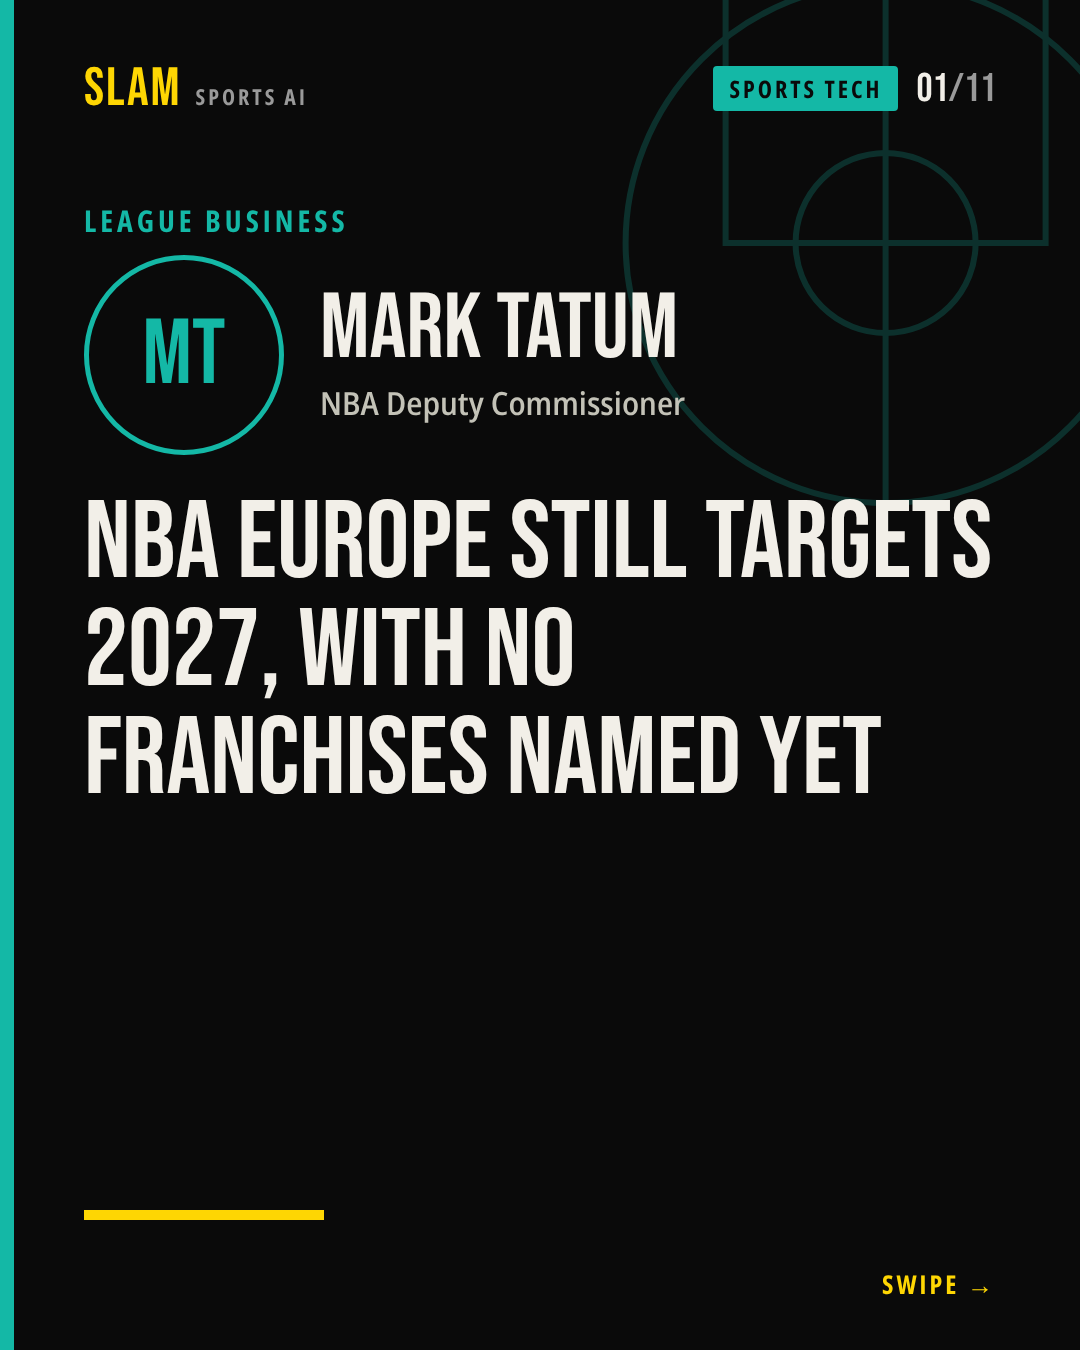 SLAM SPORTS AI
SPORTS TECH 01/11
LEAGUE BUSINESS
MT
MARK TATUM
NBA Deputy Commissioner
NBA EUROPE STILL TARGETS
2027, WITH NO
FRANCHISES NAMED YET
SWIPE →